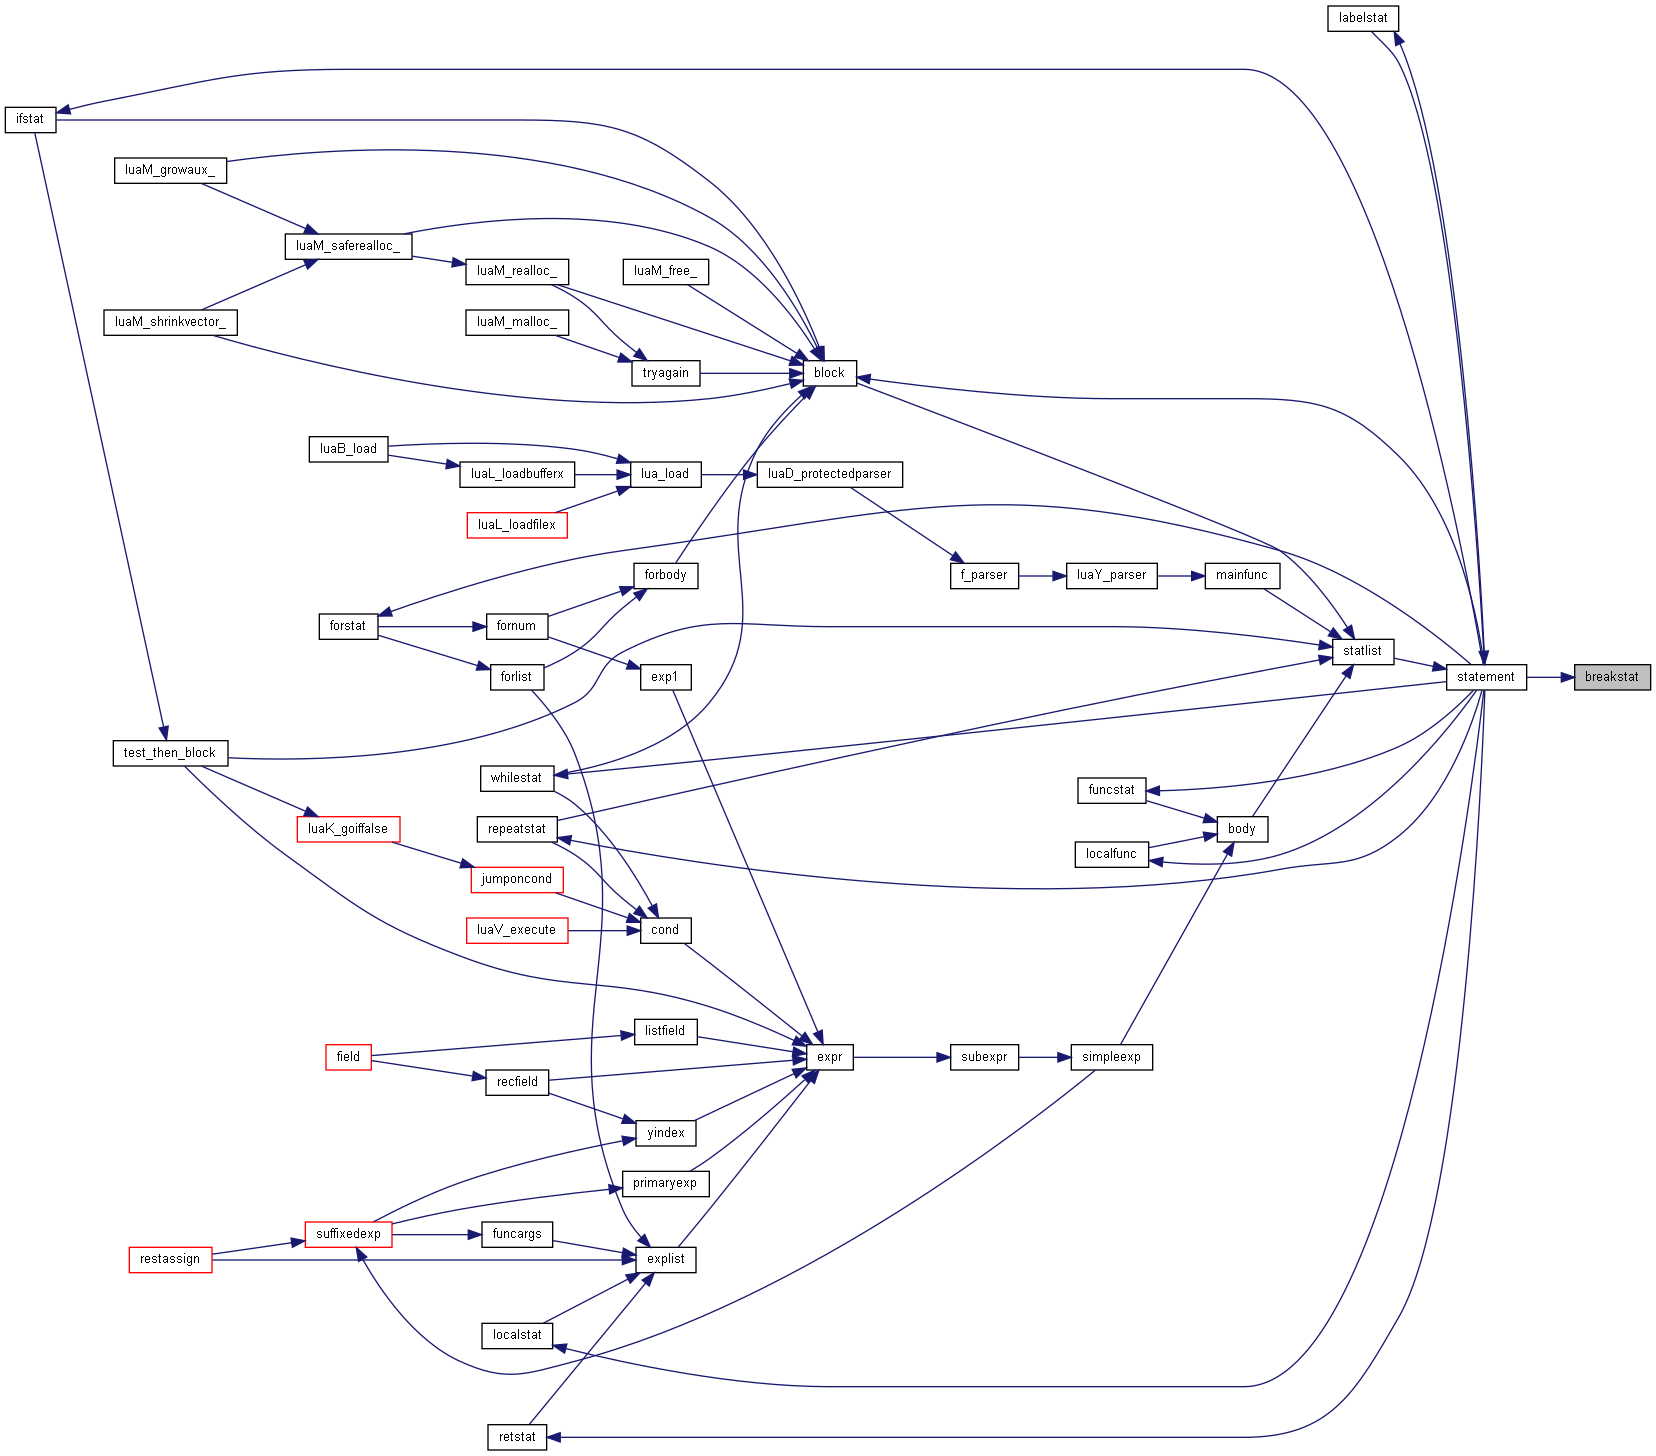 labelstat
ifstat
luaM_growaux_
luaM_saferealloc_
luaM_realloc_
luaM_free_
luaM_shrinkvector_
luaM_malloc_
tryagain
block
luaB_load
luaL_loadbufferx
lua_load
luaD_protectedparser
luaL_loadfilex
forbody
f_parser
luaY_parser
mainfunc
forstat
fornum
statlist
forlist
exp1
statement
breakstat
test_then_block
whilestat
funcstat
luaK_goiffalse
repeatstat
body
localfunc
jumponcond
luaV_execute
cond
listfield
field
expr
subexpr
simpleexp
recfield
yindex
primaryexp
suffixedexp
funcargs
restassign
explist
localstat
retstat